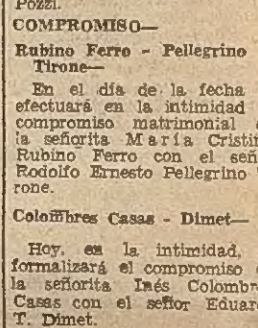 Pozzi.
COMPROMISO—
Rubino Ferro - Pellegrino
Tirone—
En el día de la fecha
efectuará en la intimidad
compromiso matrimonial
la señorita María Cristin
Rubino Ferro con el señ
Rodolfo Ernesto Pellegrino
rone.
Colombres Casas - Dimet—
Hoy, en la intimidad,
formalizará el compromiso
la señorita Inés Colombr
Casas con el señor Eduar
T. Dimet.